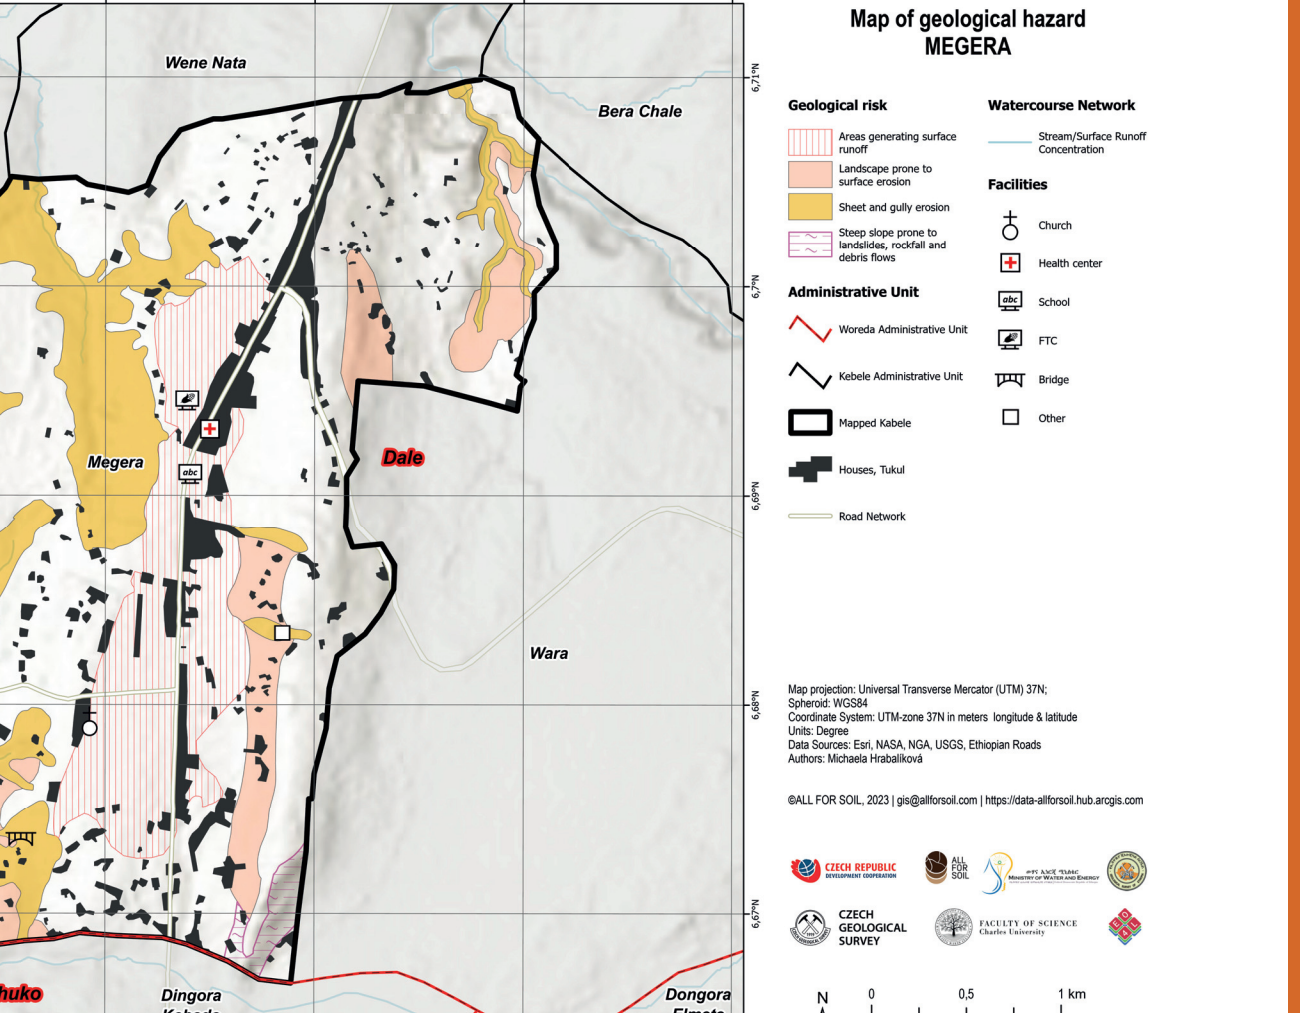 Map of geological hazard
MEGERA
Wene Nata
Bera Chale
6,71°N
6,7°N
6,69°N
6,68°N
6,67°N
Megera
abc
Dale
Wara
huko
Dingora
Dongora
Geological risk
Areas generating surface
runoff
Landscape prone to
surface erosion
Sheet and gully erosion
Steep slope prone to
landslides, rockfall and
debris flows
Administrative Unit
Woreda Administrative Unit
Kebele Administrative Unit
Mapped Kabele
Houses, Tukul
Road Network
Watercourse Network
Stream/Surface Runoff
Concentration
Facilities
Church
Health center
abc
School
FTC
Bridge
Other
Map projection: Universal Transverse Mercator (UTM) 37N;
Spheroid: WGS84
Coordinate System: UTM-zone 37N in meters longitude & latitude
Units: Degree
Data Sources: Esri, NASA, NGA, USGS, Ethiopian Roads
Authors: Michaela Hrabalíková
©ALL FOR SOIL, 2023 | gis@allforsoil.com | https://data-allforsoil.hub.arcgis.com
CZECH REPUBLIC
DEVELOPMENT COOPERATION
ALL
FOR
SOIL
MINISTRY OF WATER AND ENERGY
CZECH
GEOLOGICAL
SURVEY
FACULTY OF SCIENCE
Charles University
N
0
0,5
1 km